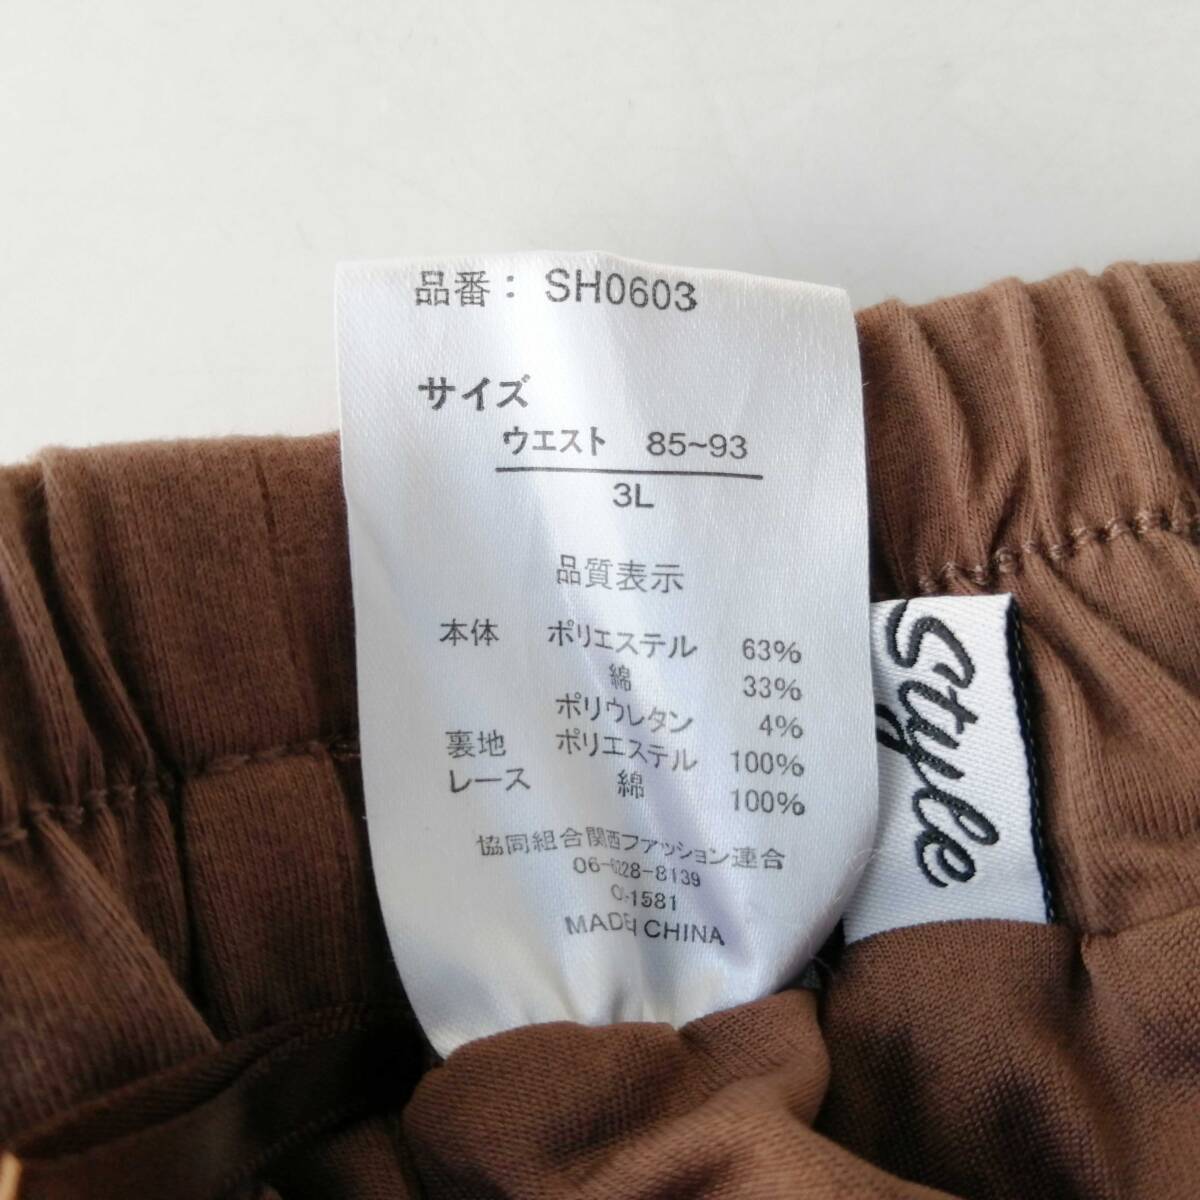 品番： SH0603
サイズ
ウエスト 85~93
3L
品質表示
本体 ポリエステル 63%
綿 33%
ポリウレタン 4%
裏地 ポリエステル 100%
レース 綿 100%
協同組合関西ファッション連合
06-6228-8139
MADE CHINA
Style